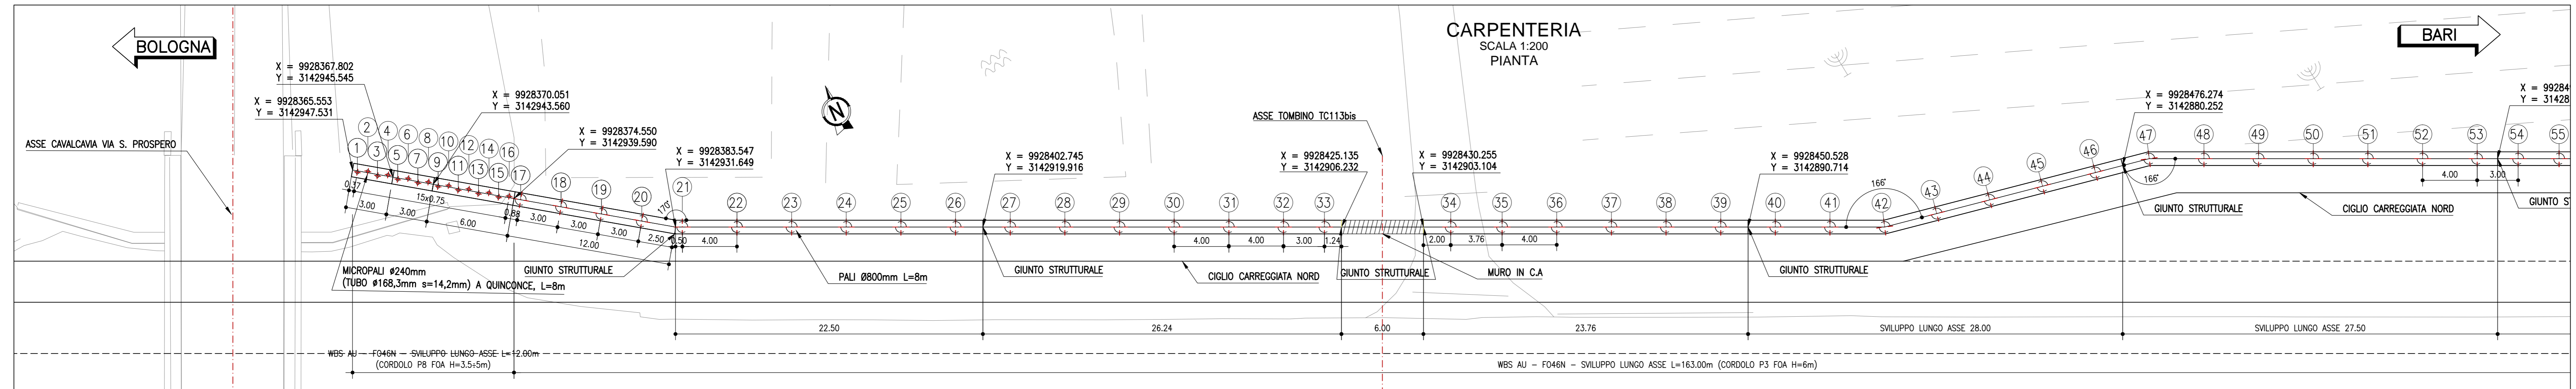 CARPENTERIA
SCALA 1:200
PIANTA
BOLOGNA
BARI
X = 9928367.802
Y = 3142945.545
X = 9928365.553
Y = 3142947.531
X = 9928370.051
Y = 3142943.560
X = 9928374.550
Y = 3142939.590
X = 9928383.547
Y = 3142931.649
X = 9928402.745
Y = 3142919.916
X = 9928425.135
Y = 3142906.232
X = 9928430.255
Y = 3142903.104
X = 9928450.528
Y = 3142890.714
X = 9928476.274
Y = 3142880.252
X = 99284
Y = 31428
N
ASSE CAVALCAVIA VIA S. PROSPERO
ASSE TOMBINO TC113bis
1 2 3 4 5 6 7 8 9 10 11 12 13 14 15 16 17 18 19 20 21 22 23 24 25 26 27 28 29 30 31 32 33 34 35 36 37 38 39 40 41 42 43 44 45 46 47 48 49 50 51 52 53 54 55
170°
166°
166°
0.37
15x0.75
0.88
3.00
3.00
3.00
2.50
0.50
4.00
3.00
3.00
6.00
12.00
4.00
4.00
3.00
1.24
2.00
3.76
4.00
4.00
3.00
MICROPALI ø240mm
(TUBO ø168,3mm s=14,2mm) A QUINCONCE, L=8m
GIUNTO STRUTTURALE
PALI Ø800mm L=8m
GIUNTO STRUTTURALE
CIGLIO CARREGGIATA NORD
GIUNTO STRUTTURALE
MURO IN C.A
GIUNTO STRUTTURALE
GIUNTO STRUTTURALE
CIGLIO CARREGGIATA NORD
GIUNTO S
22.50
26.24
6.00
23.76
SVILUPPO LUNGO ASSE 28.00
SVILUPPO LUNGO ASSE 27.50
WBS AU – FO46N – SVILUPPO LUNGO ASSE L=12.00m
(CORDOLO P8 FOA H=3.5÷5m)
WBS AU – FO46N – SVILUPPO LUNGO ASSE L=163.00m (CORDOLO P3 FOA H=6m)